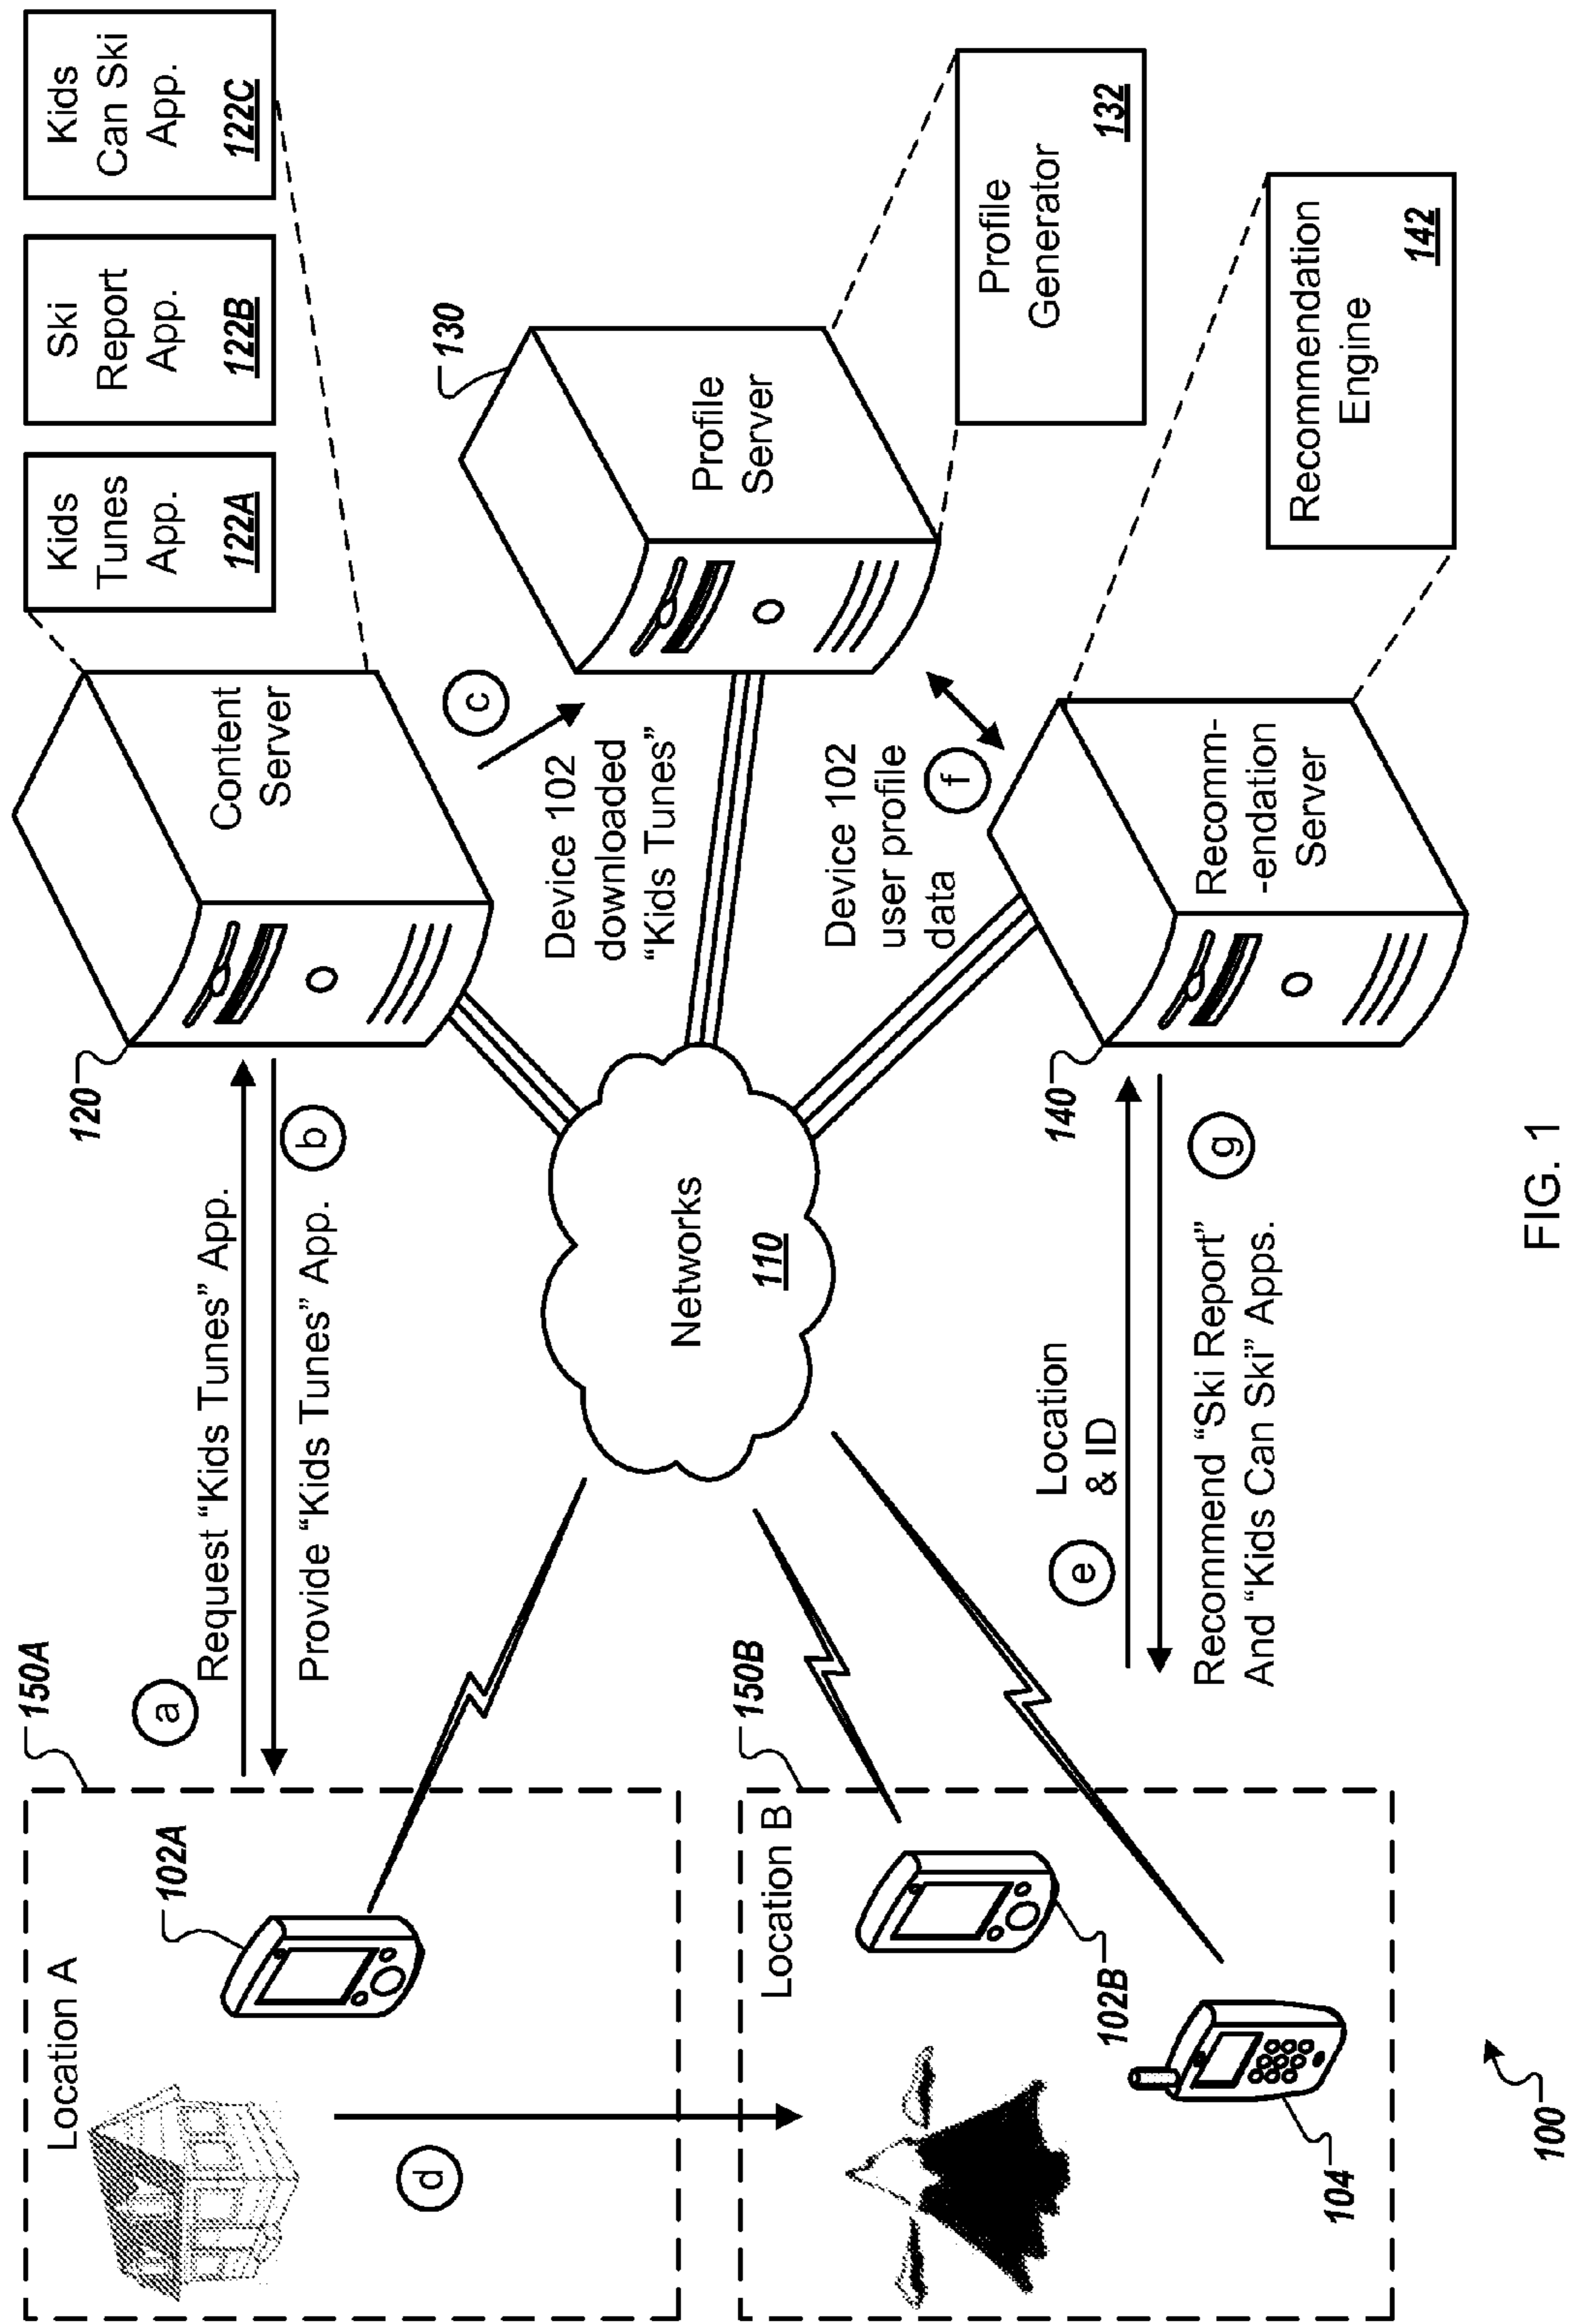 Location A
102A
150A
a
Request “Kids Tunes” App.
Provide “Kids Tunes” App.
b
120
Content
Server
Kids
Tunes
App.
122A
Ski
Report
App.
122B
Kids
Can Ski
App.
122C
c
Device 102
downloaded
“Kids Tunes”
130
Profile
Server
Profile
Generator
132
d
Networks
110
Location B
150B
102B
104
e
Location
& ID
Recommend “Ski Report”
And “Kids Can Ski” Apps.
g
140
Device 102
user profile
data
f
Recomm-
-endation
Server
Recommendation
Engine
142
100
FIG. 1